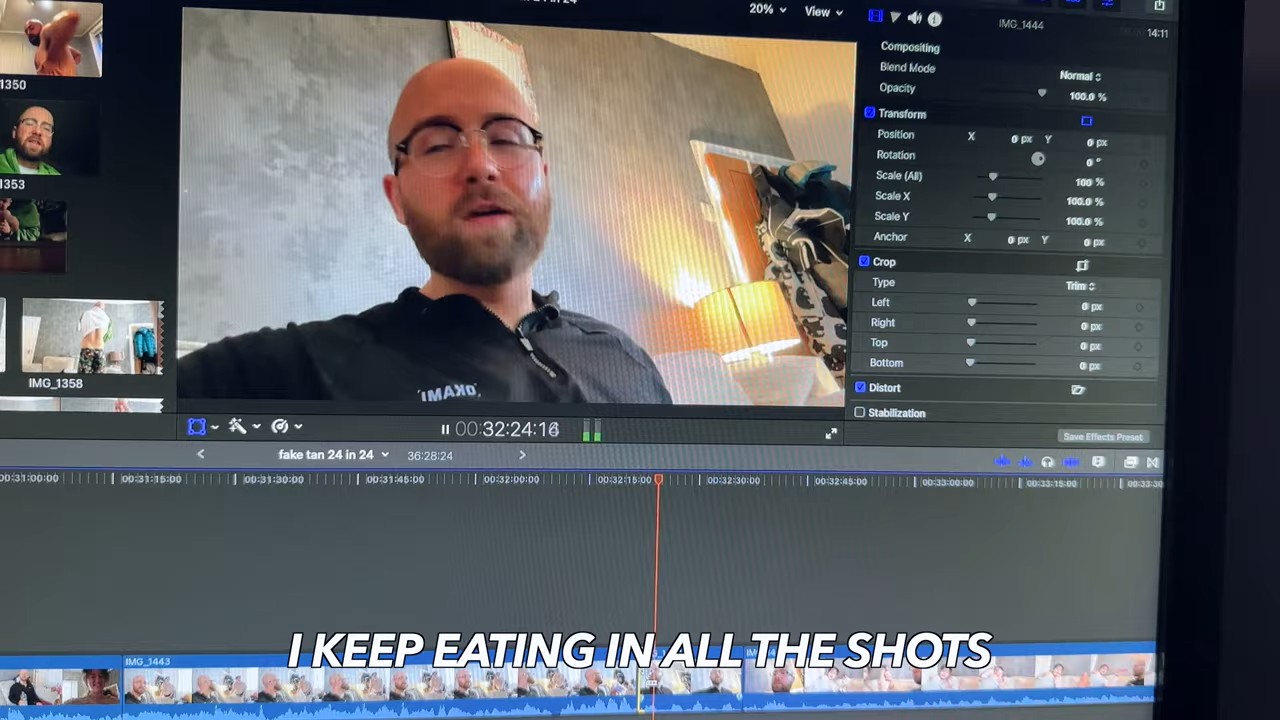 20%
View
IMG_1444
14:11
1350
1353
IMG_1358
Compositing
Blend Mode
Normal
Opacity
100.0 %
Transform
Position X 0 px Y 0 px
Rotation 0 °
Scale (All) 100 %
Scale X 100.0 %
Scale Y 100.0 %
Anchor X 0 px Y 0 px
Crop
Type Trim
Left 0 px
Right 0 px
Top 0 px
Bottom 0 px
Distort
Stabilization
Save Effects Preset
OKAMI
00:32:24:16
fake tan 24 in 24
36:28:24
00:31:00:00 00:31:15:00 00:31:30:00 00:31:45:00 00:32:00:00 00:32:15:00 00:32:30:00 00:32:45:00 00:33:00:00 00:33:15:00 00:33:30
I KEEP EATING IN ALL THE SHOTS
IMG_1443